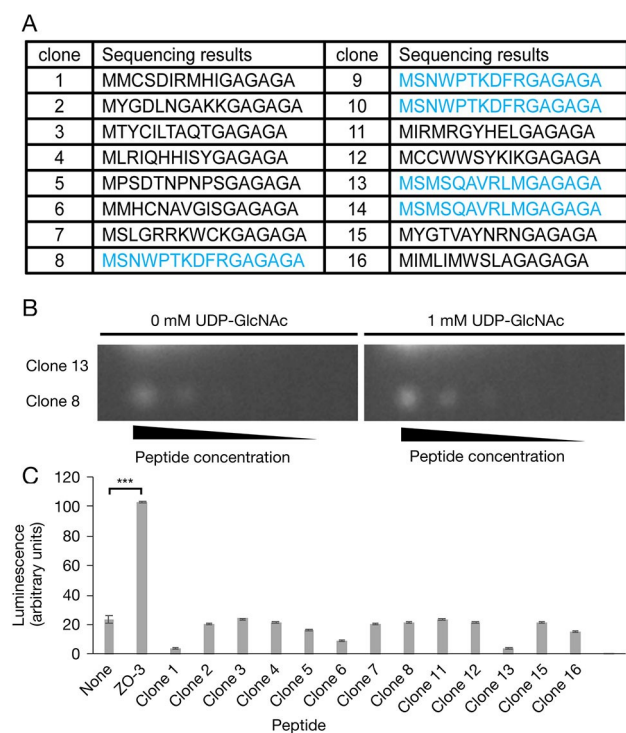 A
clone Sequencing results clone Sequencing results
1 MMCSDIRMHIGAGAGA 9 MSNWPTKDFRGAGAGA
2 MYGDLNGAKKGAGAGA 10 MSNWPTKDFRGAGAGA
3 MTYCILTAQTGAGAGA 11 MIRMRGYHELGAGAGA
4 MLRIQHHISYGAGAGA 12 MCCWWSYKIKGAGAGA
5 MPSDTNPNPSGAGAGA 13 MSMSQAVRLMGAGAGA
6 MMHCNAVGISGAGAGA 14 MSMSQAVRLMGAGAGA
7 MSLGRRKWCKGAGAGA 15 MYGTVAYNRNGAGAGA
8 MSNWPTKDFRGAGAGA 16 MIMLIMWSLAGAGAGA
B
0 mM UDP-GlcNAc 1 mM UDP-GlcNAc
Clone 13
Clone 8
Peptide concentration Peptide concentration
C
Luminescence
(arbitrary units)
120
100
80
60
40
20
0
***
None ZO-3 Clone 1 Clone 2 Clone 3 Clone 4 Clone 5 Clone 6 Clone 7 Clone 8 Clone 11 Clone 12 Clone 13 Clone 15 Clone 16
Peptide